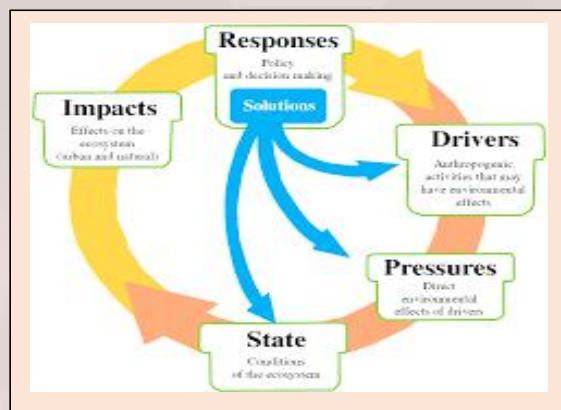 Responses
Policy
and decision making
Solutions
Impacts
Effects on the
ecosystem
(urban and natural)
Drivers
Anthropogenic
activities that may
have environmental
effects
Pressures
Direct
environmental
effects of drivers
State
Conditions
of the ecosystem